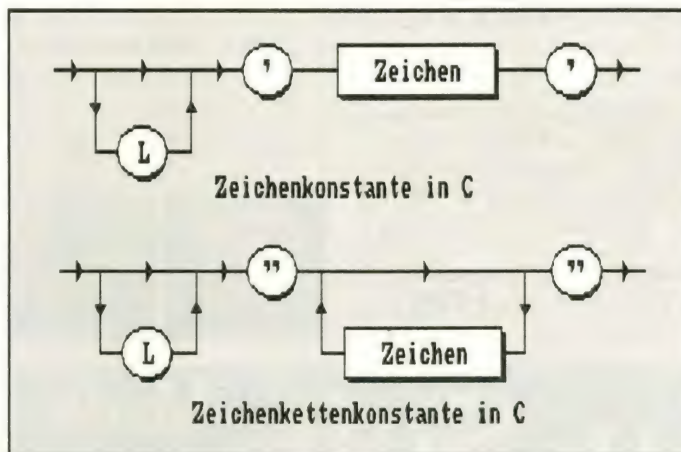 ' Zeichen '
L
Zeichenkonstante in C
" "
L Zeichen
Zeichenkettenkonstante in C